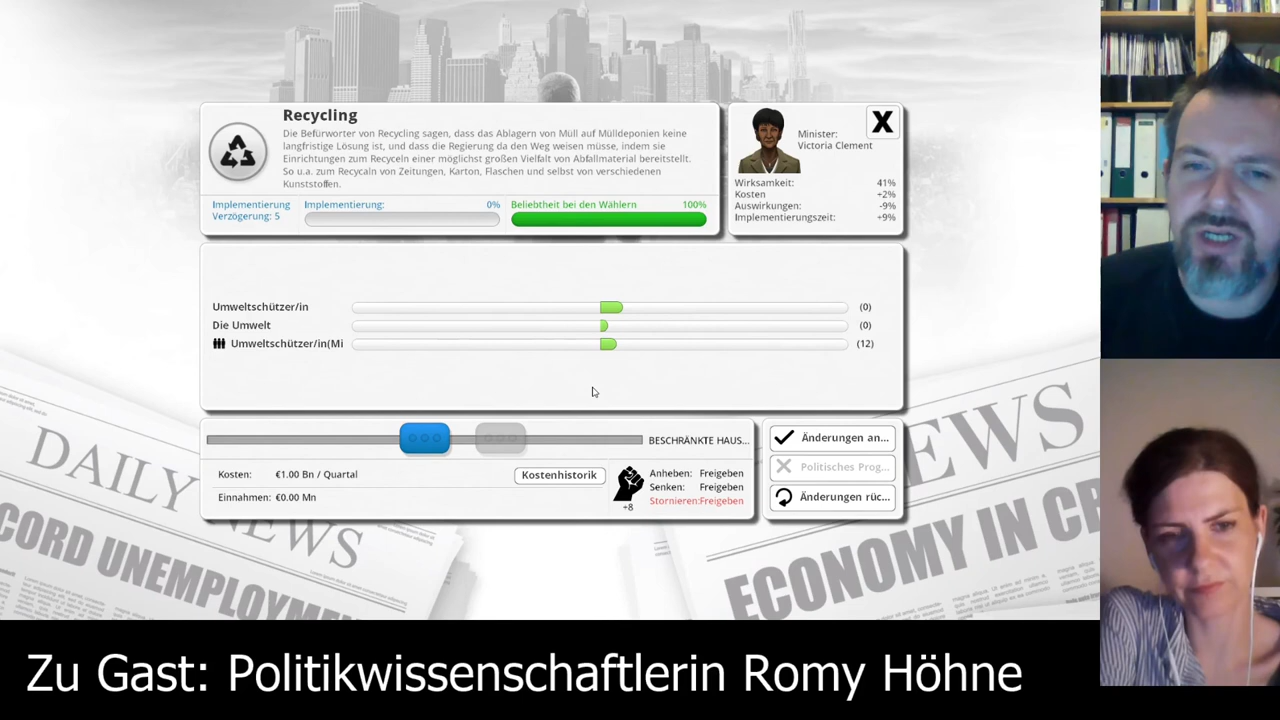 Recycling
Die Befürworter von Recycling sagen, dass das Ablagern von Müll auf Mülldeponien keine
langfristige Lösung ist, und dass die Regierung da den Weg weisen müsse, indem sie
Einrichtungen zum Recyceln einer möglichst großen Vielfalt von Abfallmaterial bereitstellt.
So u.a. zum Recycaln von Zeitungen, Karton, Flaschen und selbst von verschiedenen
Kunststoffen.
Implementierung
Verzögerung: 5
Implementierung: 0%
Beliebtheit bei den Wählern 100%
X
Minister:
Victoria Clement
Wirksamkeit: 41%
Kosten +2%
Auswirkungen: -9%
Implementierungszeit: +9%
Umweltschützer/in (0)
Die Umwelt (0)
Umweltschützer/in(Mi (12)
BESCHRÄNKTE HAUS...
Kosten: €1.00 Bn / Quartal
Kostenhistorik
Einnahmen: €0.00 Mn
+8
Anheben: Freigeben
Senken: Freigeben
Stornieren:Freigeben
Änderungen an...
Politisches Prog...
Änderungen rüc...
DAILY NEWS
CORD UNEMPLOYME
NEWS
ECONOMY IN CR
Zu Gast: Politikwissenschaftlerin Romy Höhne